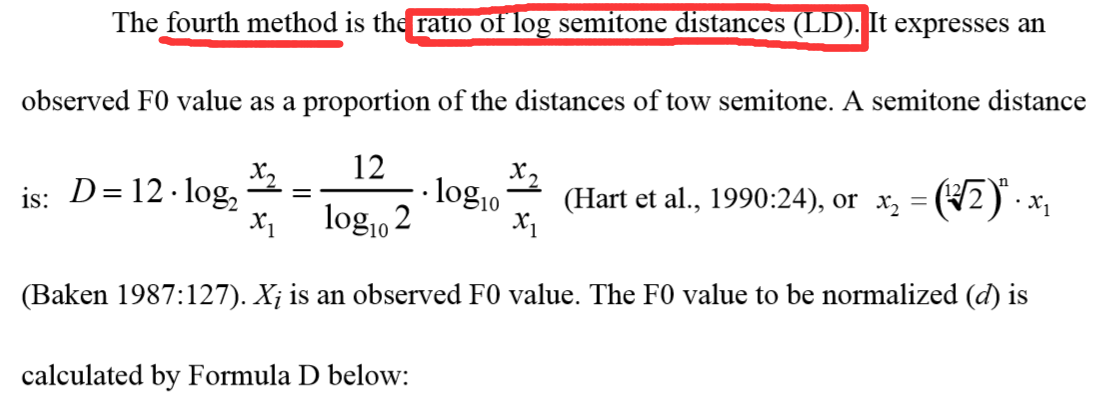 The fourth method is the ratio of log semitone distances (LD). It expresses an
observed F0 value as a proportion of the distances of tow semitone. A semitone distance
is: D = 12 · log₂ x₂/x₁ = 12/log₁₀ 2 · log₁₀ x₂/x₁ (Hart et al., 1990:24), or x₂ = (¹²√2)ⁿ · x₁
(Baken 1987:127). Xᵢ is an observed F0 value. The F0 value to be normalized (d) is
calculated by Formula D below: